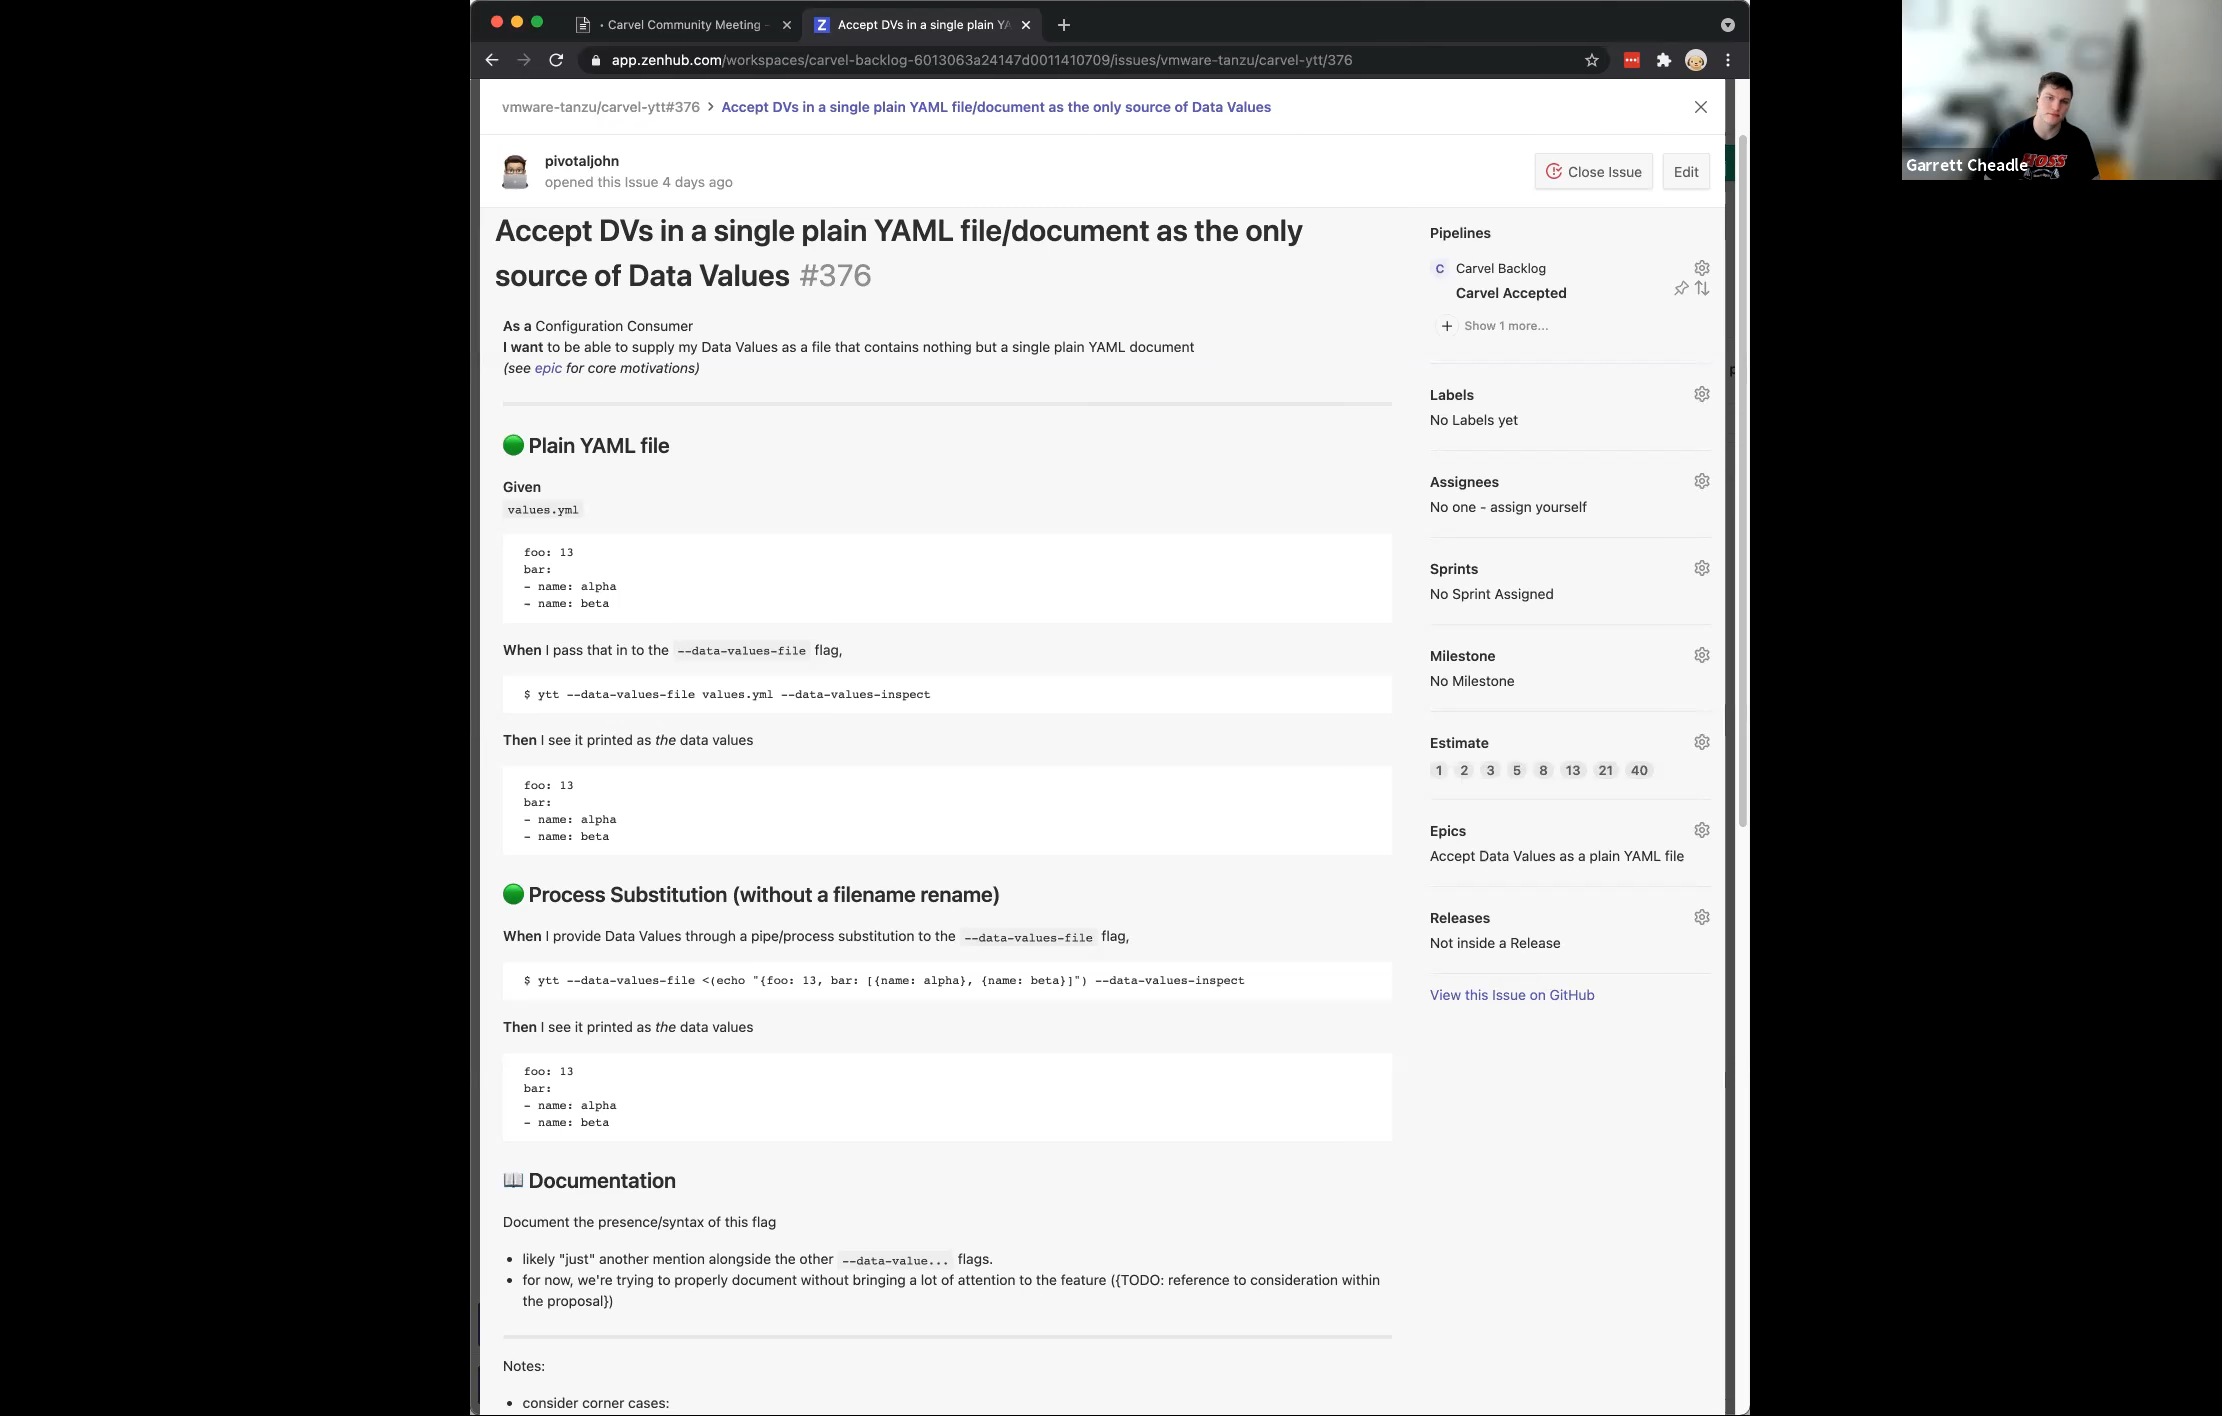 Carvel Community Meeting
Accept DVs in a single plain YA
app.zenhub.com/workspaces/carvel-backlog-6013063a24147d0011410709/issues/vmware-tanzu/carvel-ytt/376
vmware-tanzu/carvel-ytt#376 > Accept DVs in a single plain YAML file/document as the only source of Data Values
pivotaljohn
opened this Issue 4 days ago
Close Issue
Edit
Accept DVs in a single plain YAML file/document as the only
source of Data Values #376
As a Configuration Consumer
I want to be able to supply my Data Values as a file that contains nothing but a single plain YAML document
(see epic for core motivations)
Plain YAML file
Given
values.yml
foo: 13
bar:
- name: alpha
- name: beta
When I pass that in to the --data-values-file flag,
$ ytt --data-values-file values.yml --data-values-inspect
Then I see it printed as the data values
foo: 13
bar:
- name: alpha
- name: beta
Process Substitution (without a filename rename)
When I provide Data Values through a pipe/process substitution to the --data-values-file flag,
$ ytt --data-values-file <(echo "{foo: 13, bar: [{name: alpha}, {name: beta}]") --data-values-inspect
Then I see it printed as the data values
foo: 13
bar:
- name: alpha
- name: beta
Documentation
Document the presence/syntax of this flag
• likely "just" another mention alongside the other --data-value... flags.
• for now, we're trying to properly document without bringing a lot of attention to the feature ({TODO: reference to consideration within
the proposal})
Notes:
• consider corner cases:
Pipelines
C Carvel Backlog
Carvel Accepted
+ Show 1 more...
Labels
No Labels yet
Assignees
No one - assign yourself
Sprints
No Sprint Assigned
Milestone
No Milestone
Estimate
1 2 3 5 8 13 21 40
Epics
Accept Data Values as a plain YAML file
Releases
Not inside a Release
View this Issue on GitHub
Garrett Cheadle